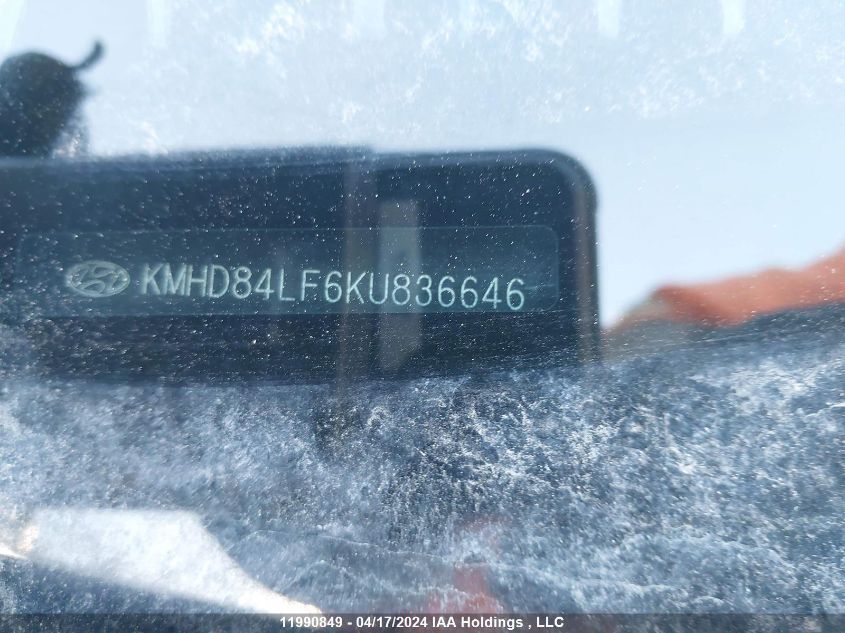 KMHD84LF6KU836646
11990849 - 04/17/2024 IAA Holdings , LLC